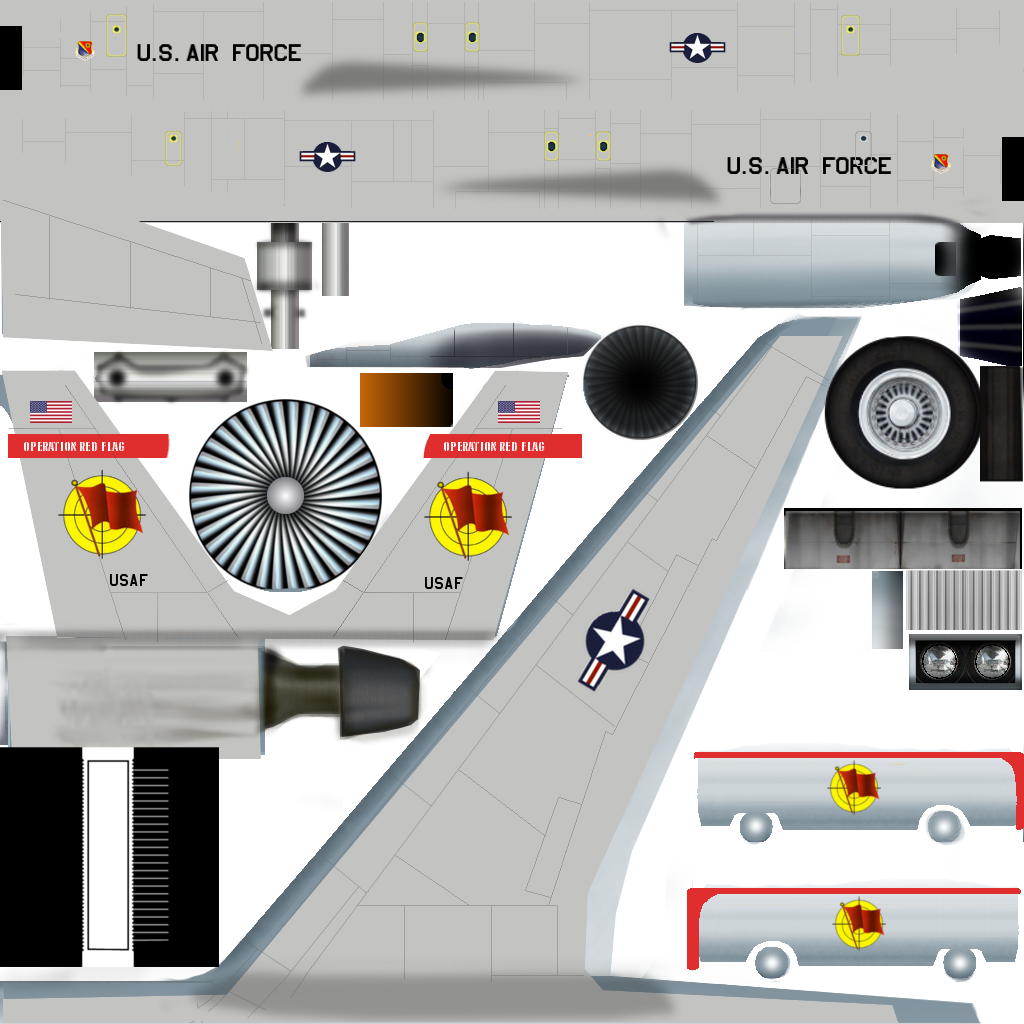 U.S. AIR FORCE
U.S. AIR FORCE
OPERATION RED FLAG
OPERATION RED FLAG
USAF
USAF